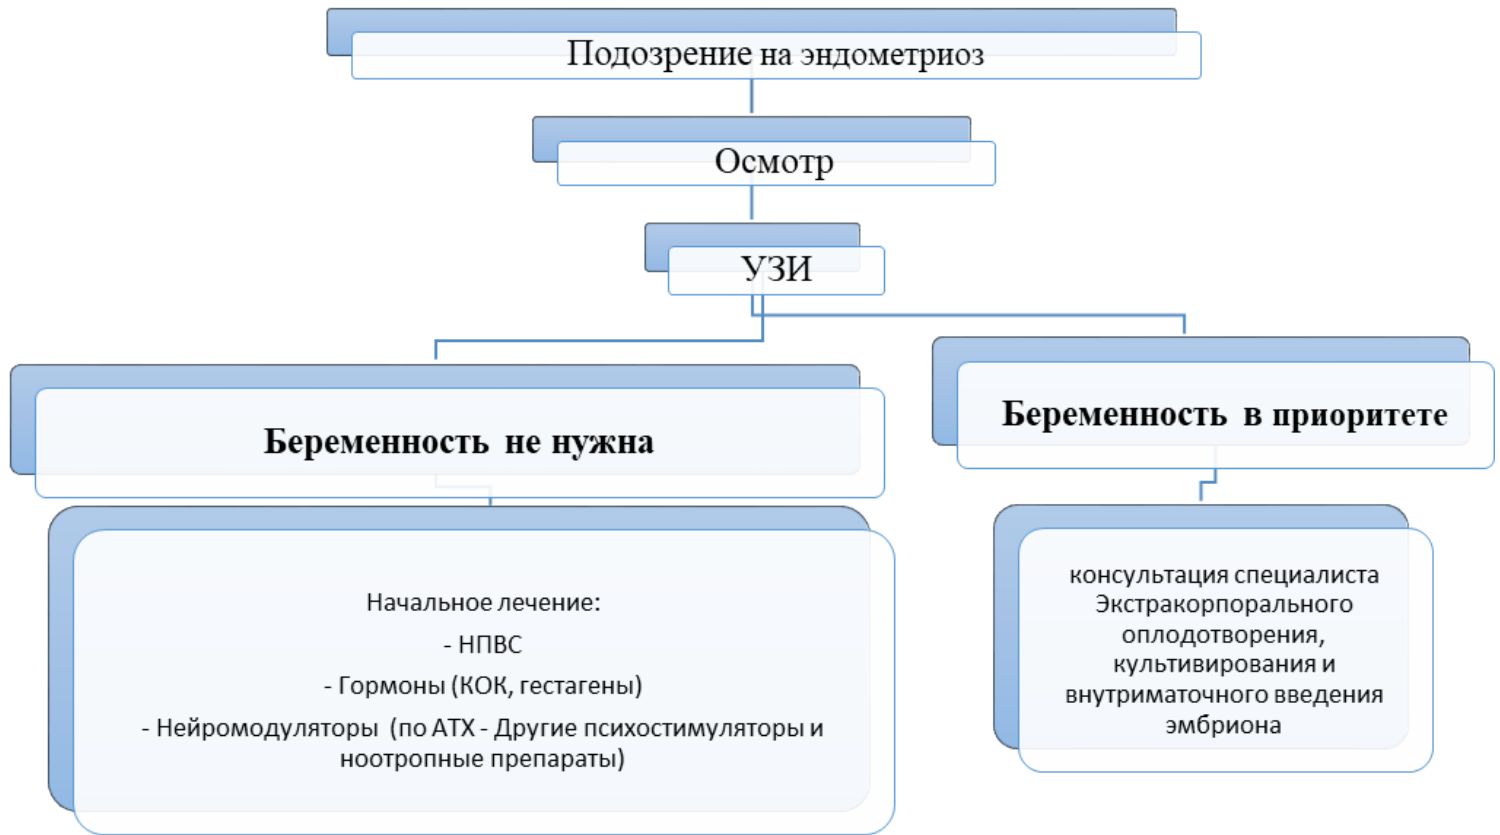 Подозрение на эндометриоз
Осмотр
УЗИ
Беременность не нужна
Беременность в приоритете
Начальное лечение:
- НПВС
- Гормоны (КОК, гестагены)
- Нейромодуляторы (по АТХ - Другие психостимуляторы и
ноотропные препараты)
консультация специалиста
Экстракорпорального
оплодотворения,
культивирования и
внутриматочного введения
эмбриона